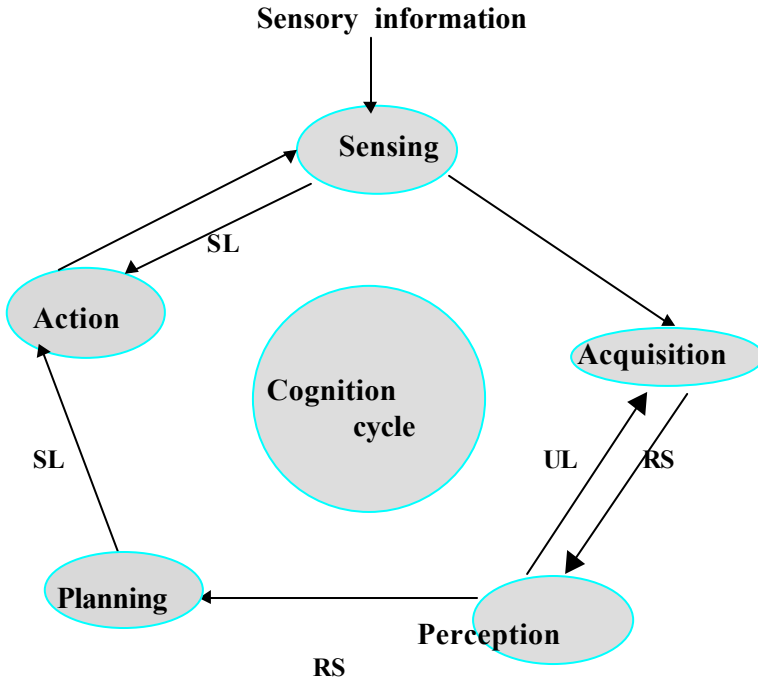 Sensory information
Sensing
SL
Action
Acquisition
Cognition
cycle
SL
UL
RS
Planning
Perception
RS